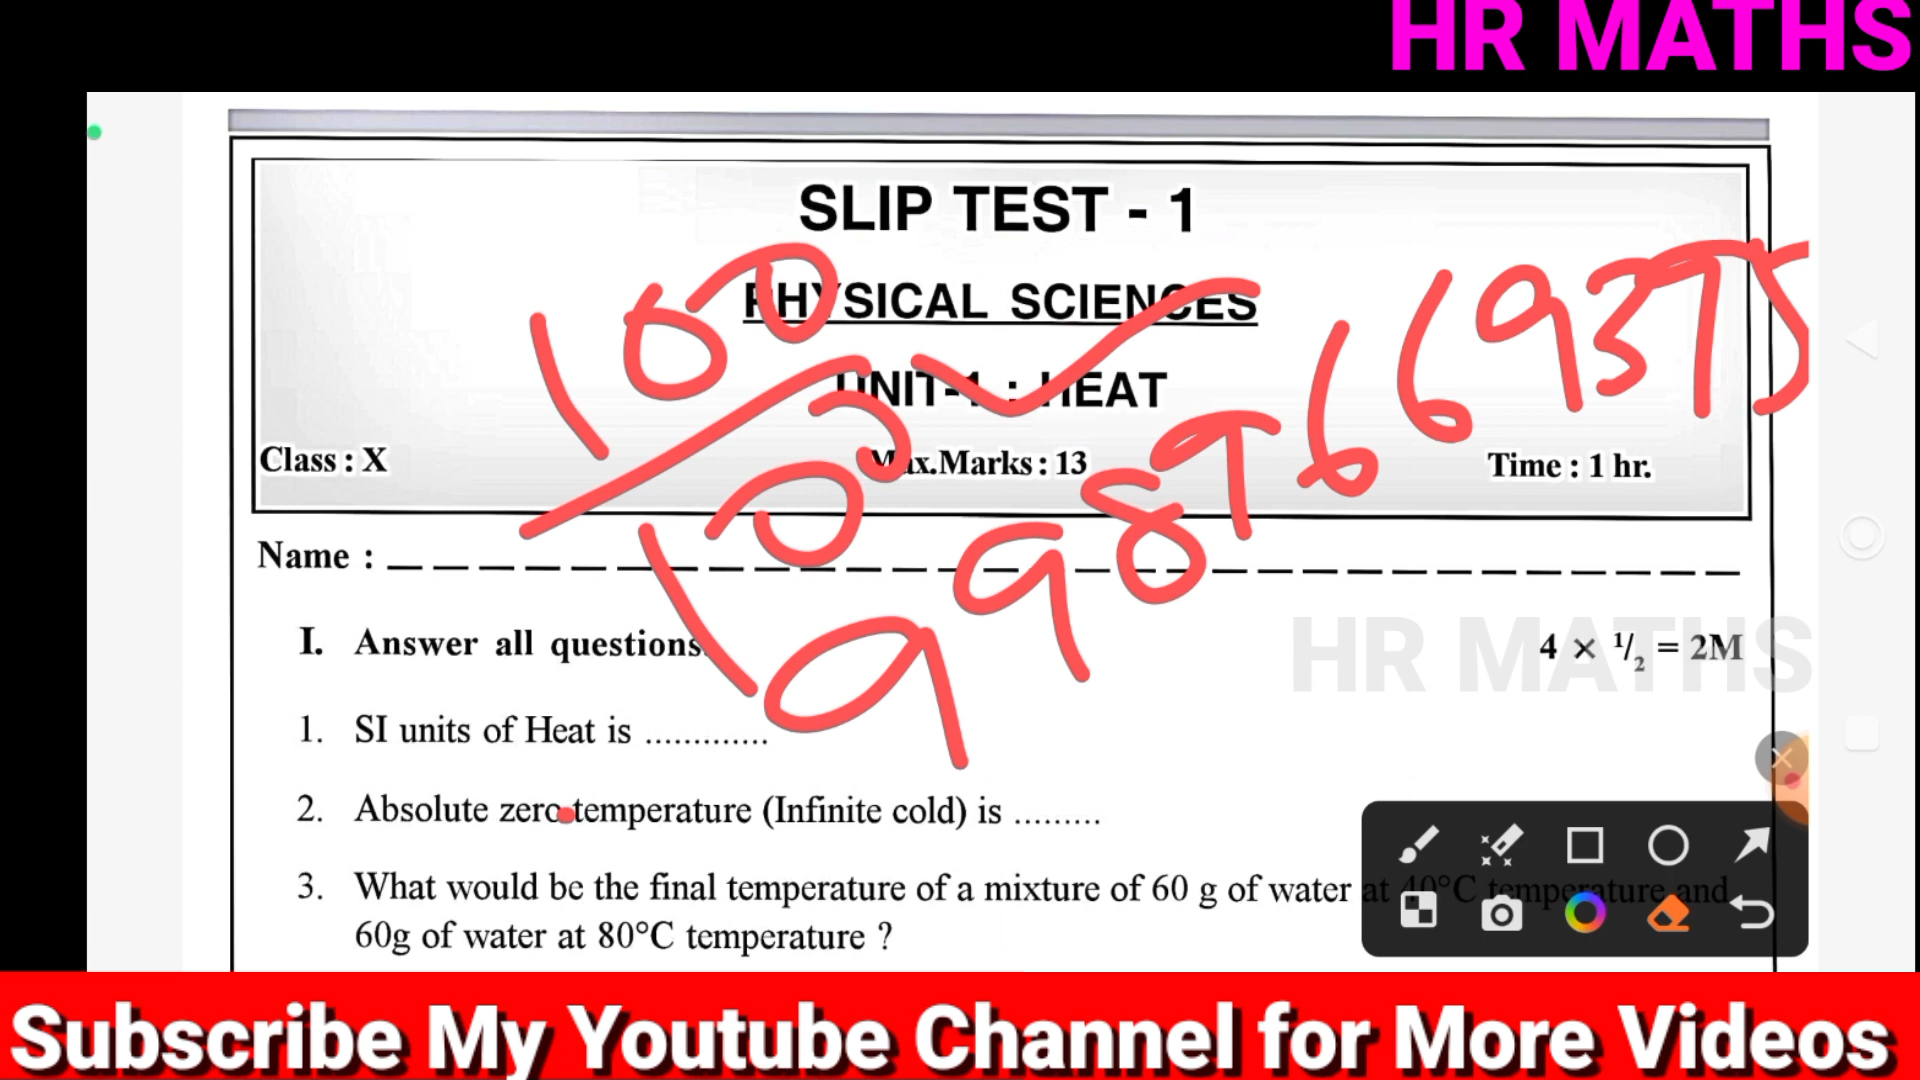 HR MATHS
SLIP TEST - 1
PHYSICAL SCIENCES
UNIT-1 : HEAT
Class : X Max.Marks : 13 Time : 1 hr.
100
100
9989766 9375
Name :
I. Answer all questions. 4 × 1/2 = 2M
HR MATHS
1. SI units of Heat is .............
2. Absolute zero temperature (Infinite cold) is .........
3. What would be the final temperature of a mixture of 60 g of water at 40°C temperature and
60g of water at 80°C temperature ?
Subscribe My Youtube Channel for More Videos